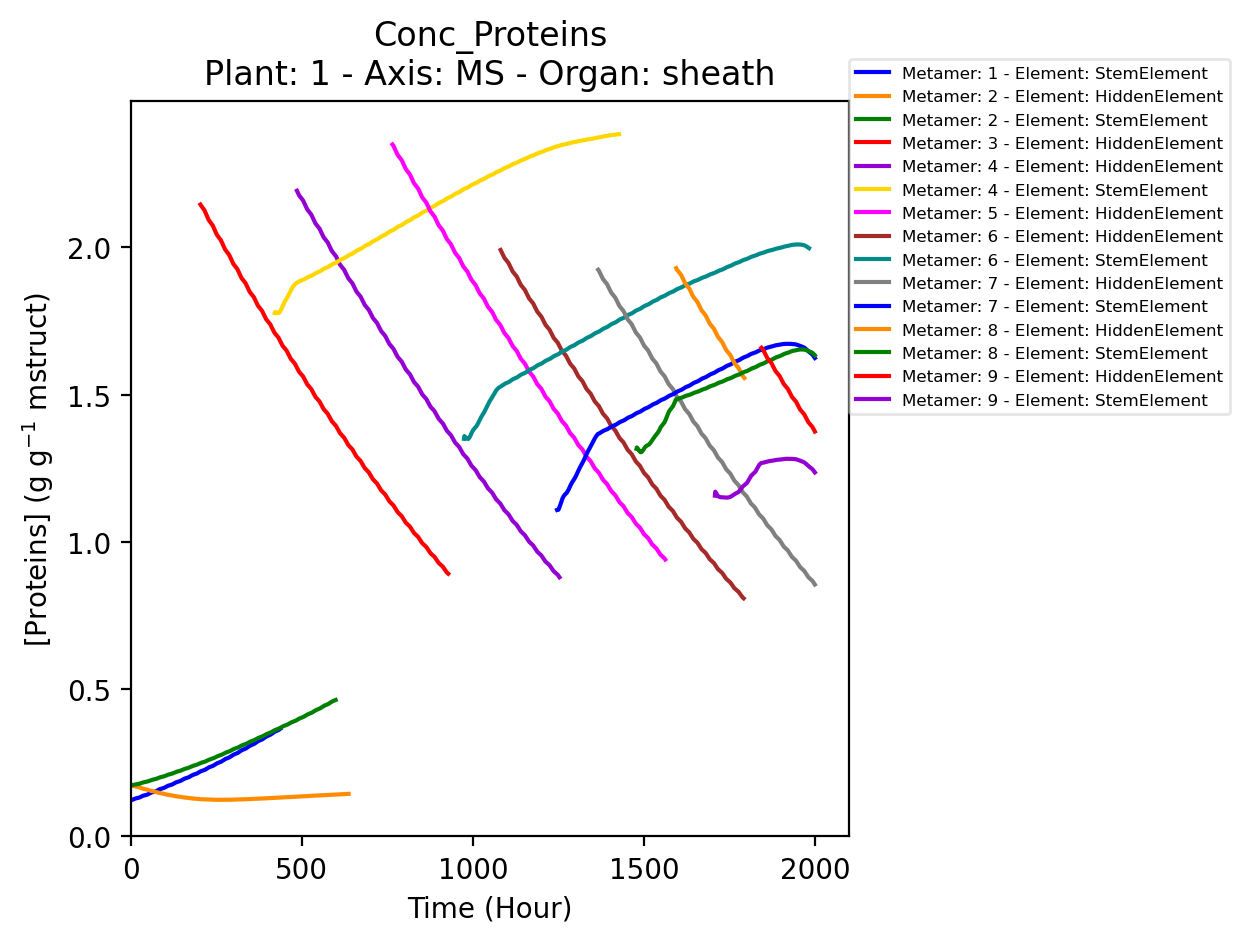 Conc_Proteins
Plant: 1 - Axis: MS - Organ: sheath
Metamer: 1 - Element: StemElement
Metamer: 2 - Element: HiddenElement
Metamer: 2 - Element: StemElement
Metamer: 3 - Element: HiddenElement
Metamer: 4 - Element: HiddenElement
Metamer: 4 - Element: StemElement
Metamer: 5 - Element: HiddenElement
Metamer: 6 - Element: HiddenElement
Metamer: 6 - Element: StemElement
Metamer: 7 - Element: HiddenElement
Metamer: 7 - Element: StemElement
Metamer: 8 - Element: HiddenElement
Metamer: 8 - Element: StemElement
Metamer: 9 - Element: HiddenElement
Metamer: 9 - Element: StemElement
[Proteins] (g g⁻¹ mstruct)
2.0
1.5
1.0
0.5
0.0
0 500 1000 1500 2000
Time (Hour)